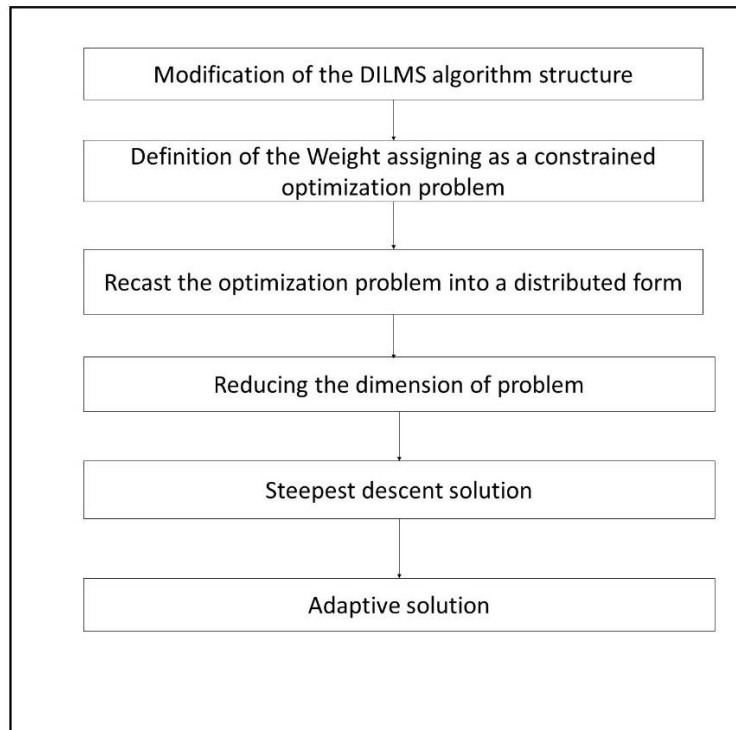 Modification of the DILMS algorithm structure
Definition of the Weight assigning as a constrained
optimization problem
Recast the optimization problem into a distributed form
Reducing the dimension of problem
Steepest descent solution
Adaptive solution